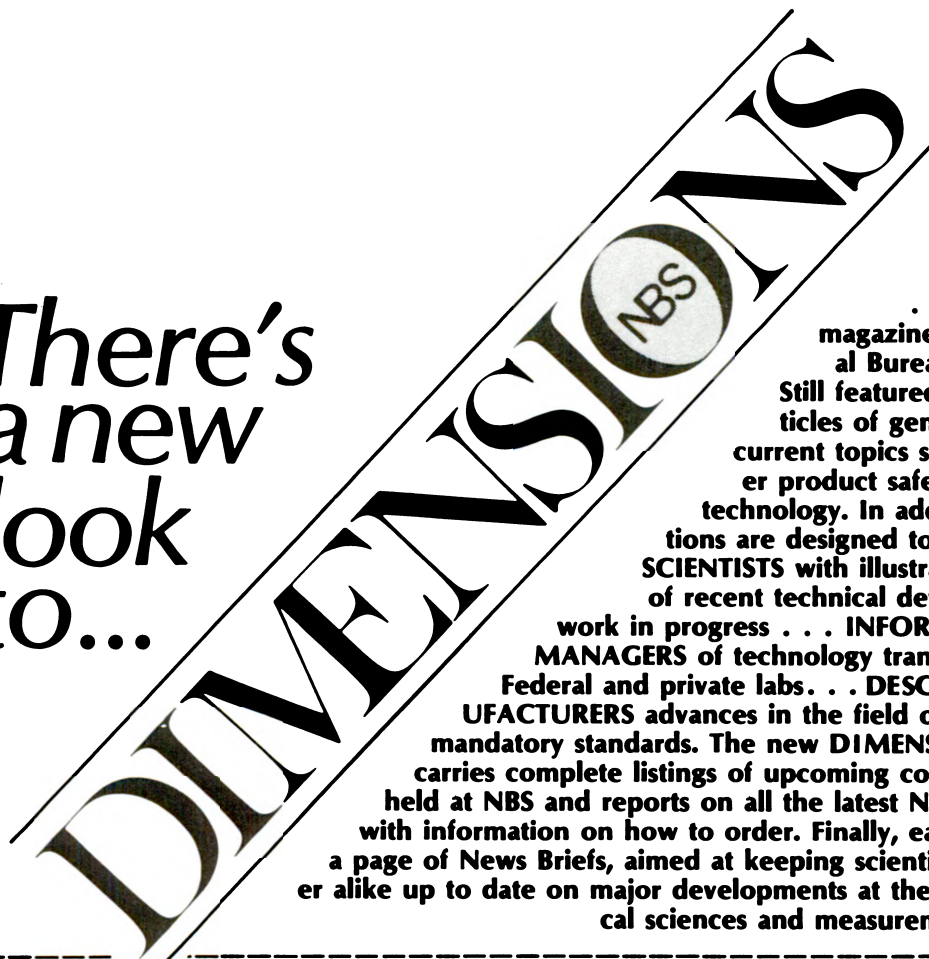 There's
a new
look
to...
DIMENSIONS
NBS
.
magazine
al Burea
Still featured
ticles of gen
current topics s
er product safe
technology. In add
tions are designed to
SCIENTISTS with illustra
of recent technical de
work in progress . . . INFOR
MANAGERS of technology tran
Federal and private labs. . . DESC
UFACTURERS advances in the field o
mandatory standards. The new DIMENS
carries complete listings of upcoming co
held at NBS and reports on all the latest N
with information on how to order. Finally, ea
a page of News Briefs, aimed at keeping scienti
er alike up to date on major developments at the
cal sciences and measurem